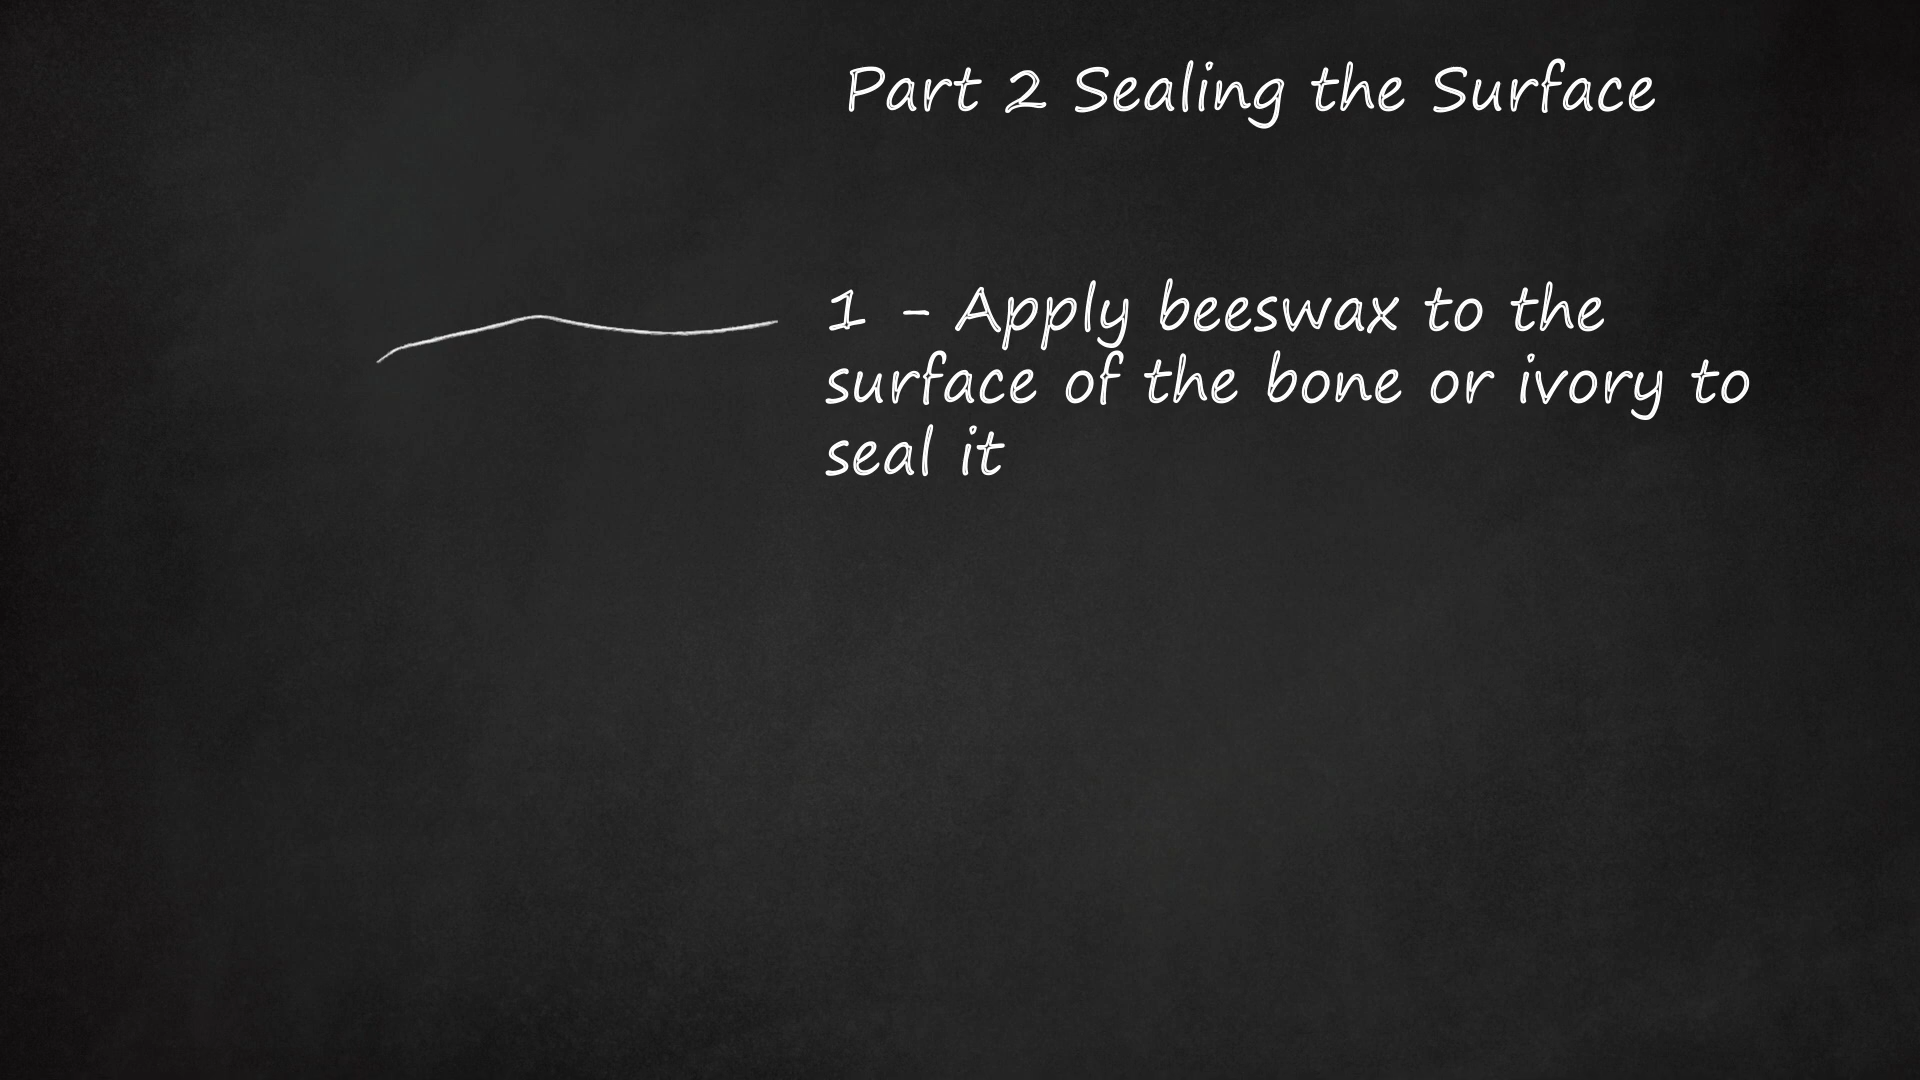 Part 2 Sealing the Surface
1 - Apply beeswax to the
surface of the bone or ivory to
seal it